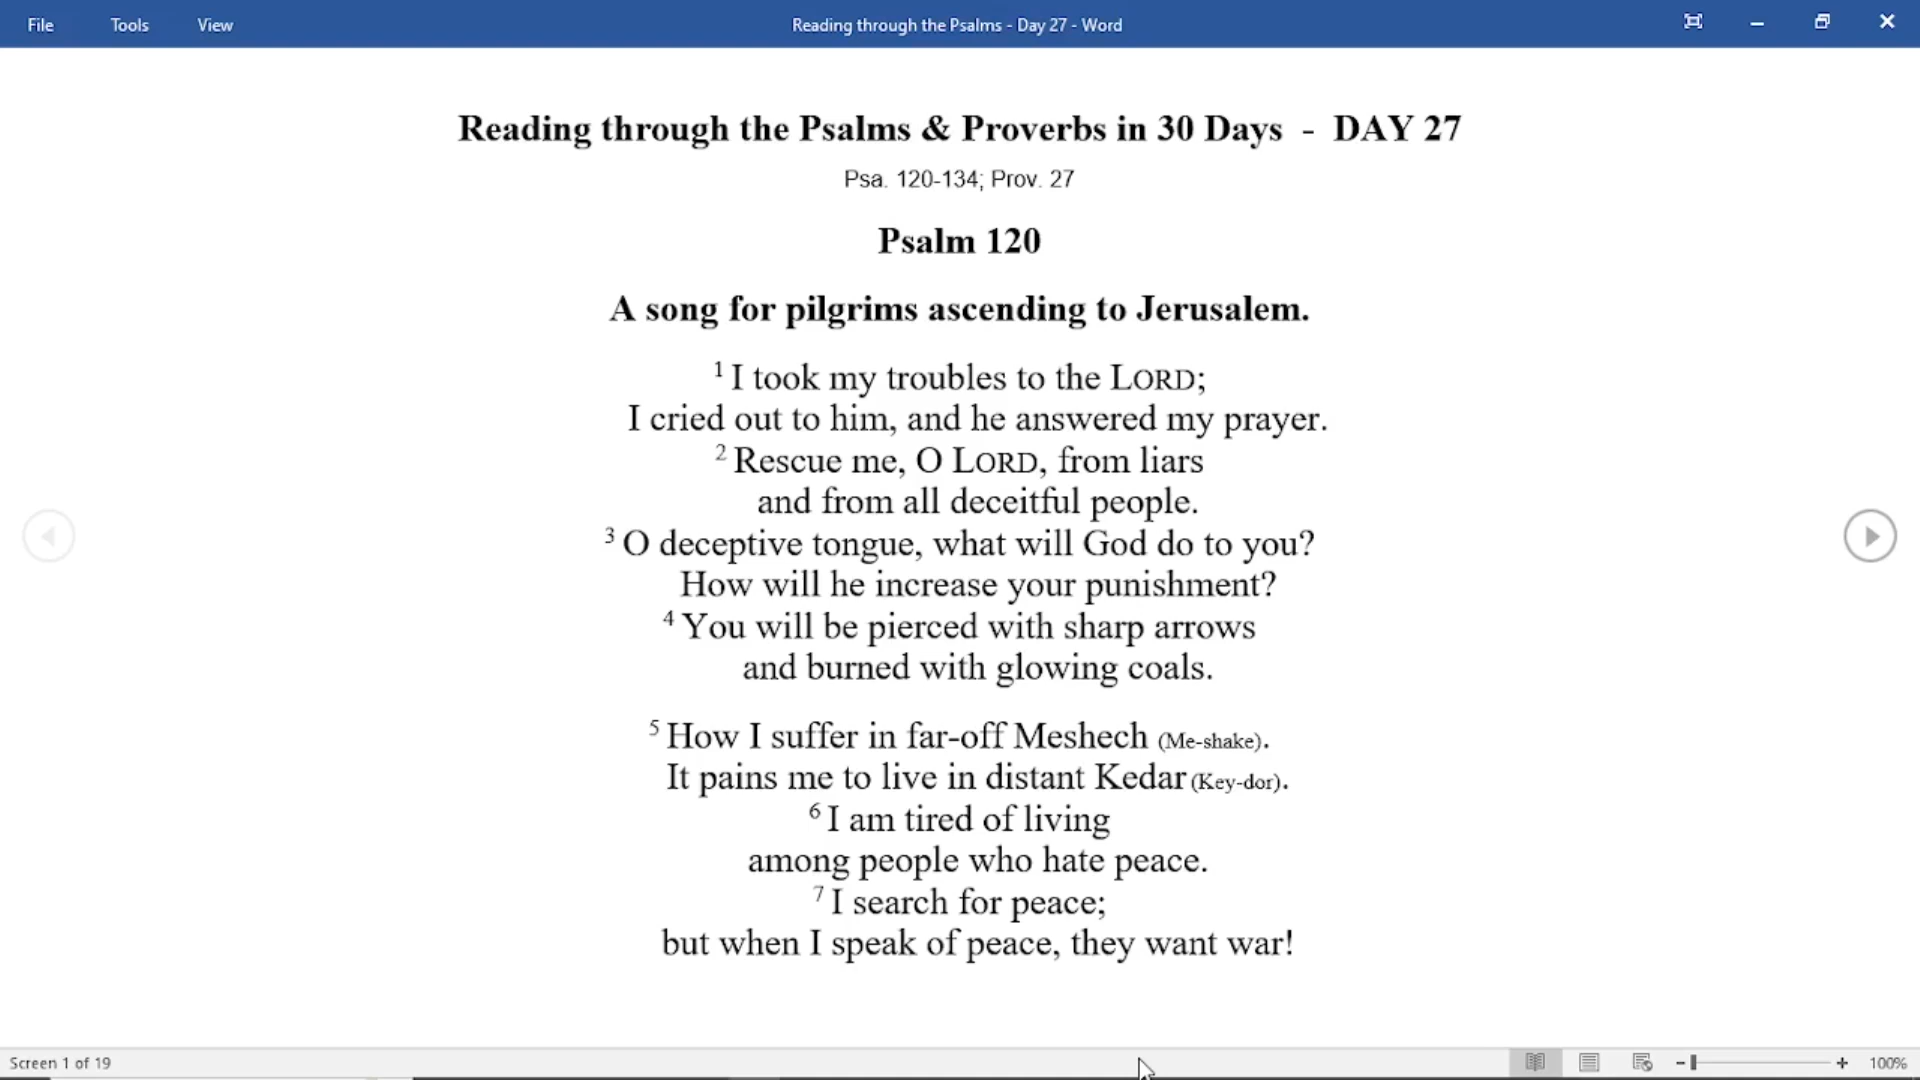 File Tools View Reading through the Psalms - Day 27 - Word
Reading through the Psalms & Proverbs in 30 Days - DAY 27
Psa. 120-134; Prov. 27
Psalm 120
A song for pilgrims ascending to Jerusalem.
1 I took my troubles to the LORD;
I cried out to him, and he answered my prayer.
2 Rescue me, O LORD, from liars
and from all deceitful people.
3 O deceptive tongue, what will God do to you?
How will he increase your punishment?
4 You will be pierced with sharp arrows
and burned with glowing coals.
5 How I suffer in far-off Meshech (Me-shake).
It pains me to live in distant Kedar (Key-dor).
6 I am tired of living
among people who hate peace.
7 I search for peace;
but when I speak of peace, they want war!
Screen 1 of 19 100%